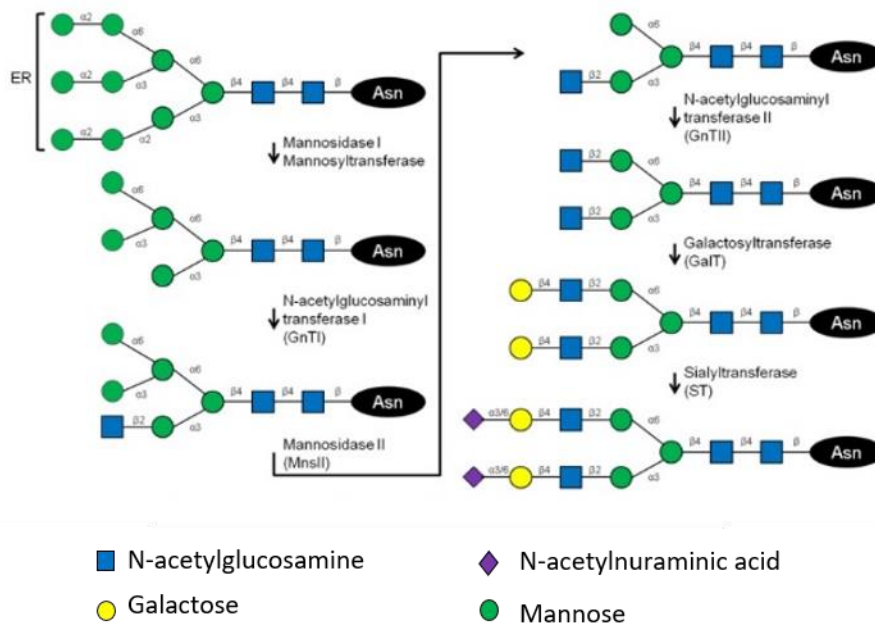 α2
α6
ER
α2
α3
α6
β4
β4
β
Asn
α3
α2
α2
Mannosidase I
Mannosyltransferase
α6
α3
α6
β4
β4
β
Asn
α3
N-acetylglucosaminyl
transferase I
(GnTI)
α6
α3
α6
β4
β4
β
Asn
β2
α3
Mannosidase II
(MnsII)
α6
β4
β4
β
Asn
β2
α3
N-acetylglucosaminyl
transferase II
(GnTII)
β2
α6
β4
β4
β
Asn
β2
α3
Galactosyltransferase
(GalT)
β4
β2
α6
β4
β4
β
Asn
β4
β2
α3
Sialyltransferase
(ST)
α3/6
β4
β2
α6
β4
β4
β
Asn
α3/6
β4
β2
α3
N-acetylglucosamine
N-acetylnuraminic acid
Galactose
Mannose